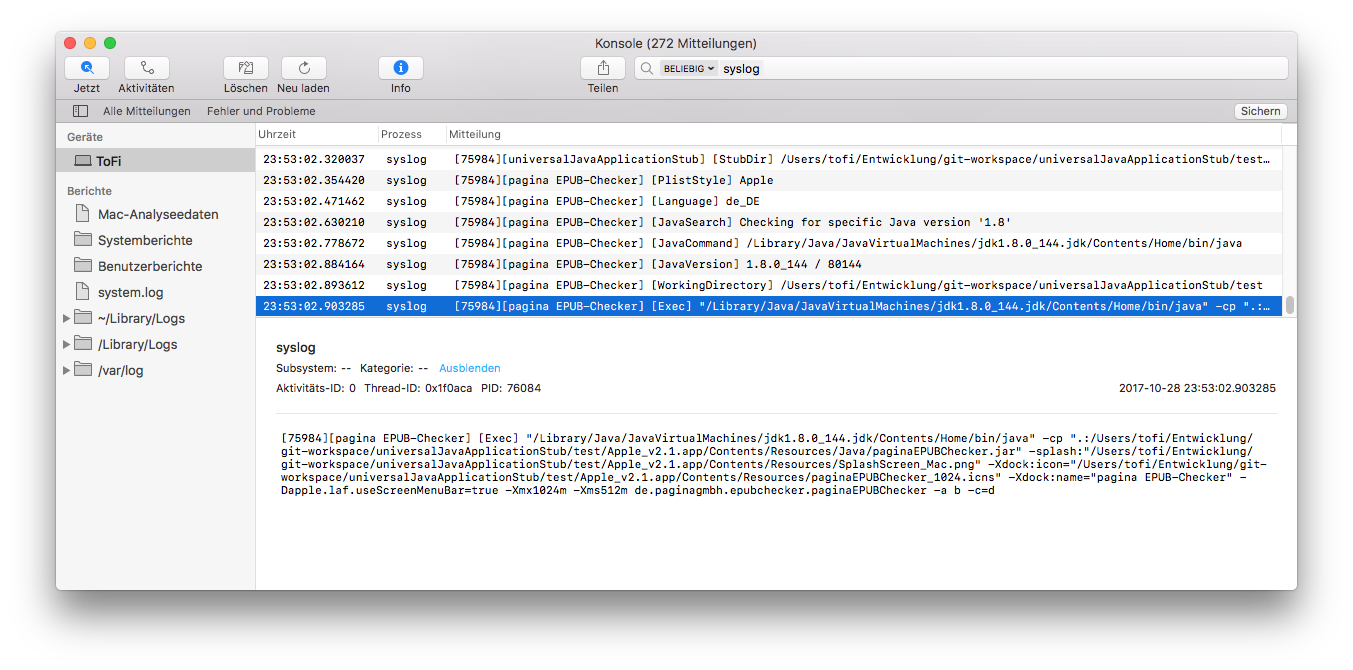 Konsole (272 Mitteilungen)
BELIEBIG syslog
Jetzt Aktivitäten Löschen Neu laden Info Teilen
Alle Mitteilungen Fehler und Probleme Sichern
Geräte
ToFi
Berichte
Mac-Analyseedaten
Systemberichte
Benutzerberichte
system.log
~/Library/Logs
/Library/Logs
/var/log
Uhrzeit Prozess Mitteilung
23:53:02.320037 syslog [75984][universalJavaApplicationStub] [StubDir] /Users/tofi/Entwicklung/git-workspace/universalJavaApplicationStub/test…
23:53:02.354420 syslog [75984][pagina EPUB-Checker] [PlistStyle] Apple
23:53:02.471462 syslog [75984][pagina EPUB-Checker] [Language] de_DE
23:53:02.630210 syslog [75984][pagina EPUB-Checker] [JavaSearch] Checking for specific Java version '1.8'
23:53:02.778672 syslog [75984][pagina EPUB-Checker] [JavaCommand] /Library/Java/JavaVirtualMachines/jdk1.8.0_144.jdk/Contents/Home/bin/java
23:53:02.884164 syslog [75984][pagina EPUB-Checker] [JavaVersion] 1.8.0_144 / 80144
23:53:02.893612 syslog [75984][pagina EPUB-Checker] [WorkingDirectory] /Users/tofi/Entwicklung/git-workspace/universalJavaApplicationStub/test
23:53:02.903285 syslog [75984][pagina EPUB-Checker] [Exec] "/Library/Java/JavaVirtualMachines/jdk1.8.0_144.jdk/Contents/Home/bin/java" -cp ".:…
syslog
Subsystem: -- Kategorie: -- Ausblenden
Aktivitäts-ID: 0 Thread-ID: 0x1f0aca PID: 76084 2017-10-28 23:53:02.903285
[75984][pagina EPUB-Checker] [Exec] "/Library/Java/JavaVirtualMachines/jdk1.8.0_144.jdk/Contents/Home/bin/java" -cp ".:/Users/tofi/Entwicklung/
git-workspace/universalJavaApplicationStub/test/Apple_v2.1.app/Contents/Resources/Java/paginaEPUBChecker.jar" -splash:"/Users/tofi/Entwicklung/
git-workspace/universalJavaApplicationStub/test/Apple_v2.1.app/Contents/Resources/SplashScreen_Mac.png" -Xdock:icon="/Users/tofi/Entwicklung/git-
workspace/universalJavaApplicationStub/test/Apple_v2.1.app/Contents/Resources/paginaEPUBChecker_1024.icns" -Xdock:name="pagina EPUB-Checker" -
Dapple.laf.useScreenMenuBar=true -Xmx1024m -Xms512m de.paginagmbh.epubchecker.paginaEPUBChecker -a b -c=d